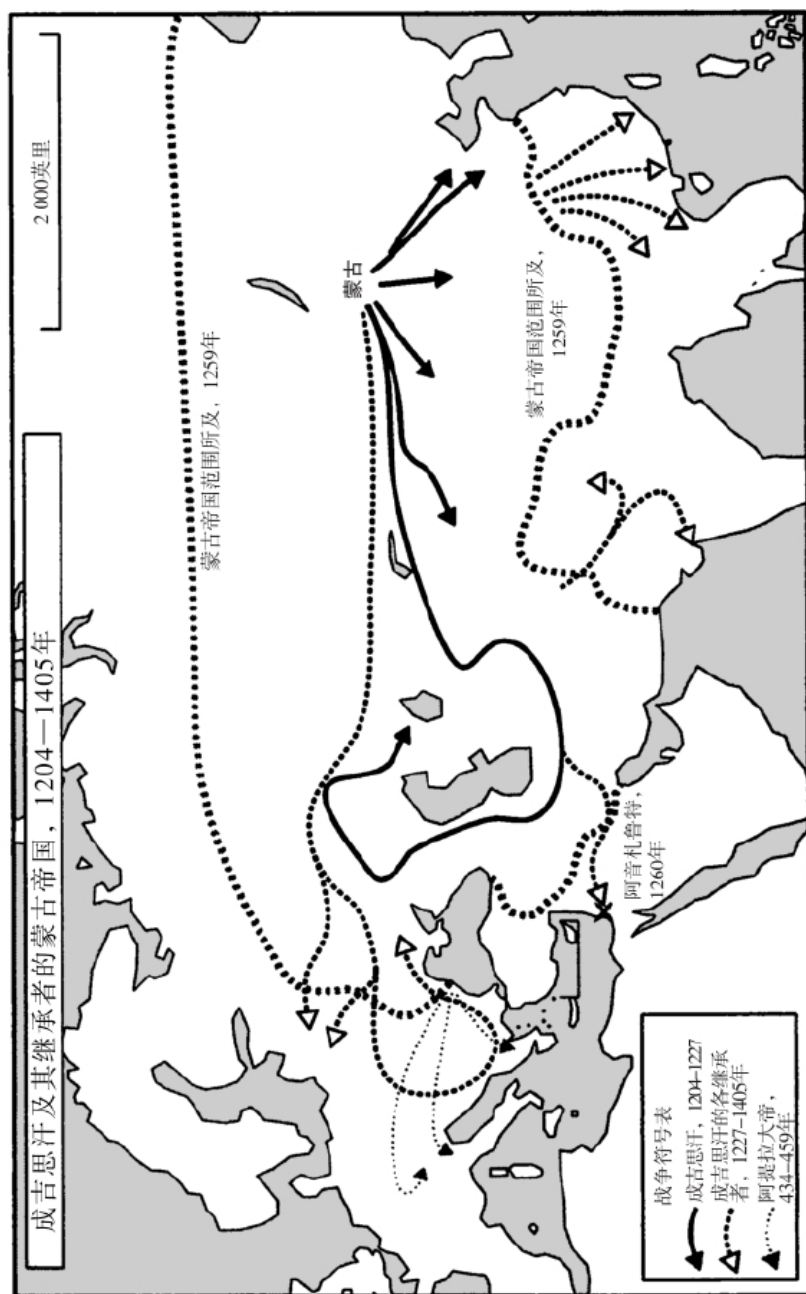 成吉思汗及其继承者的蒙古帝国，1204—1405年
2 000英里
蒙古帝国范围所及，1259年
蒙古
蒙古帝国范围所及，
1259年
阿音札鲁特，
1260年
战争符号表
成吉思汗，1204–1227
成吉思汗的各继承
者，1227–1405年
阿提拉大帝，
434–459年